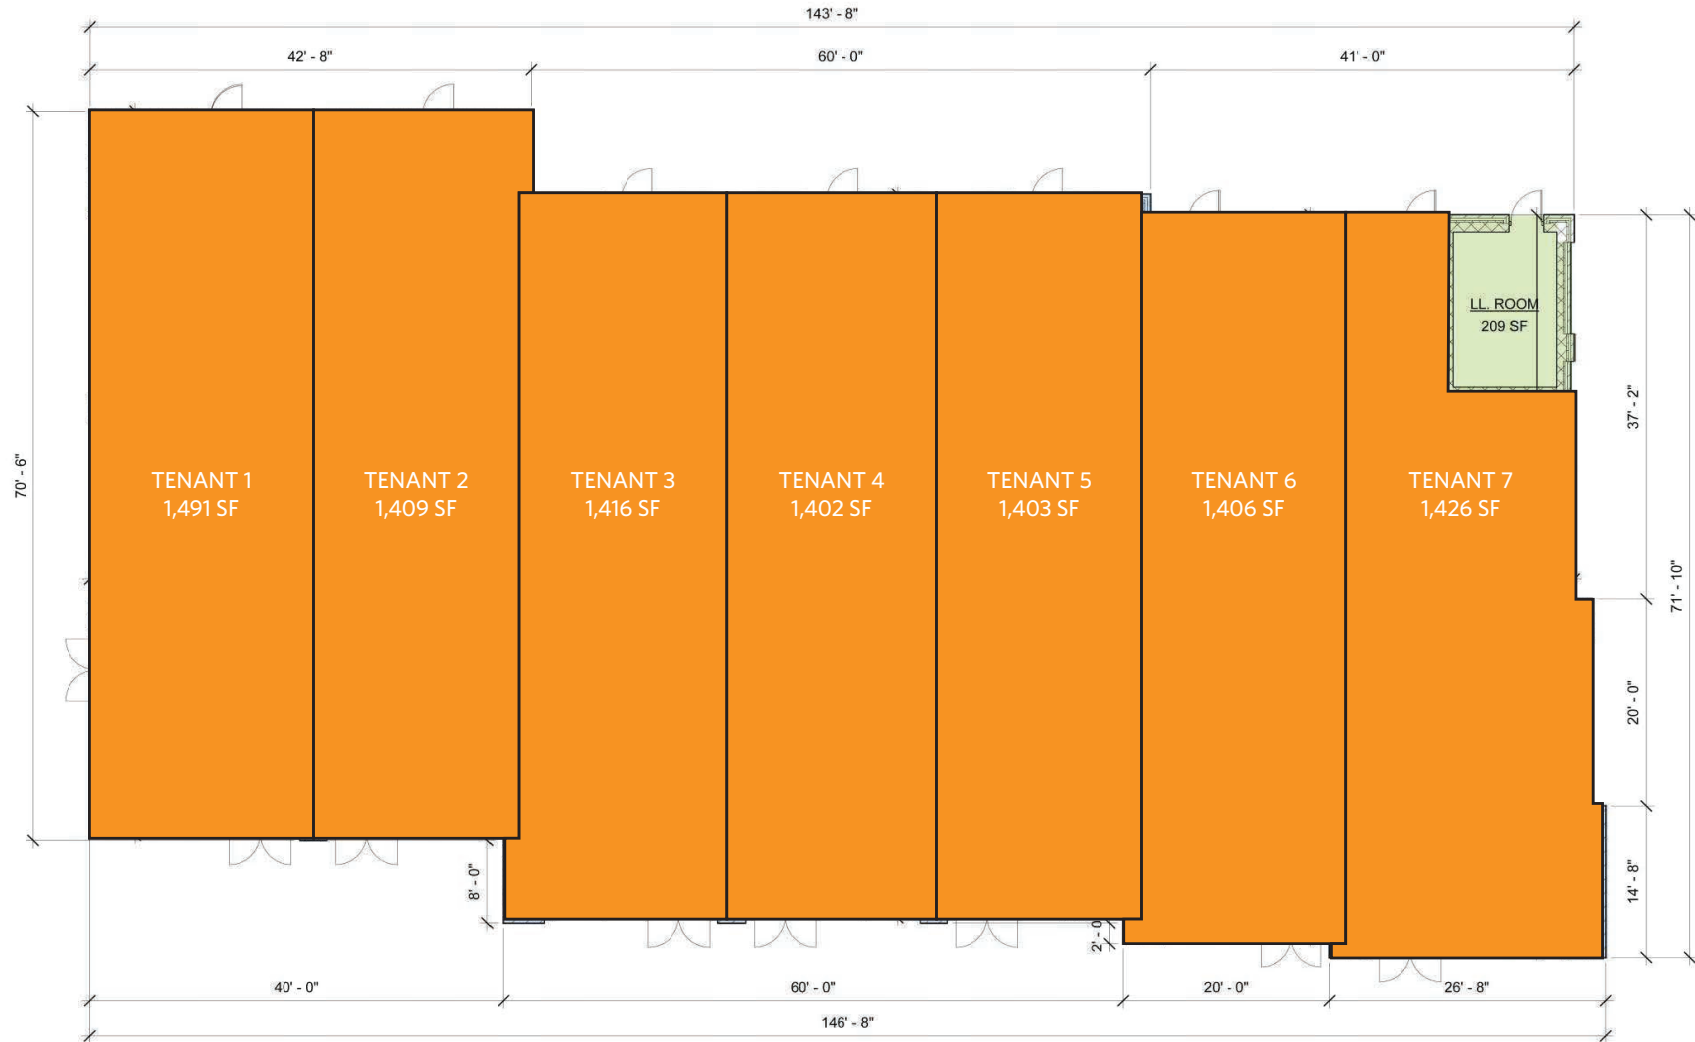 143' - 8"
42' - 8"
60' - 0"
41' - 0"
70' - 6"
LL. ROOM
209 SF
37' - 2"
71' - 10"
TENANT 1
1,491 SF
TENANT 2
1,409 SF
TENANT 3
1,416 SF
TENANT 4
1,402 SF
TENANT 5
1,403 SF
TENANT 6
1,406 SF
TENANT 7
1,426 SF
20' - 0"
14' - 8"
8' - 0"
2' - 0
40' - 0"
60' - 0"
20' - 0"
26' - 8"
146' - 8"